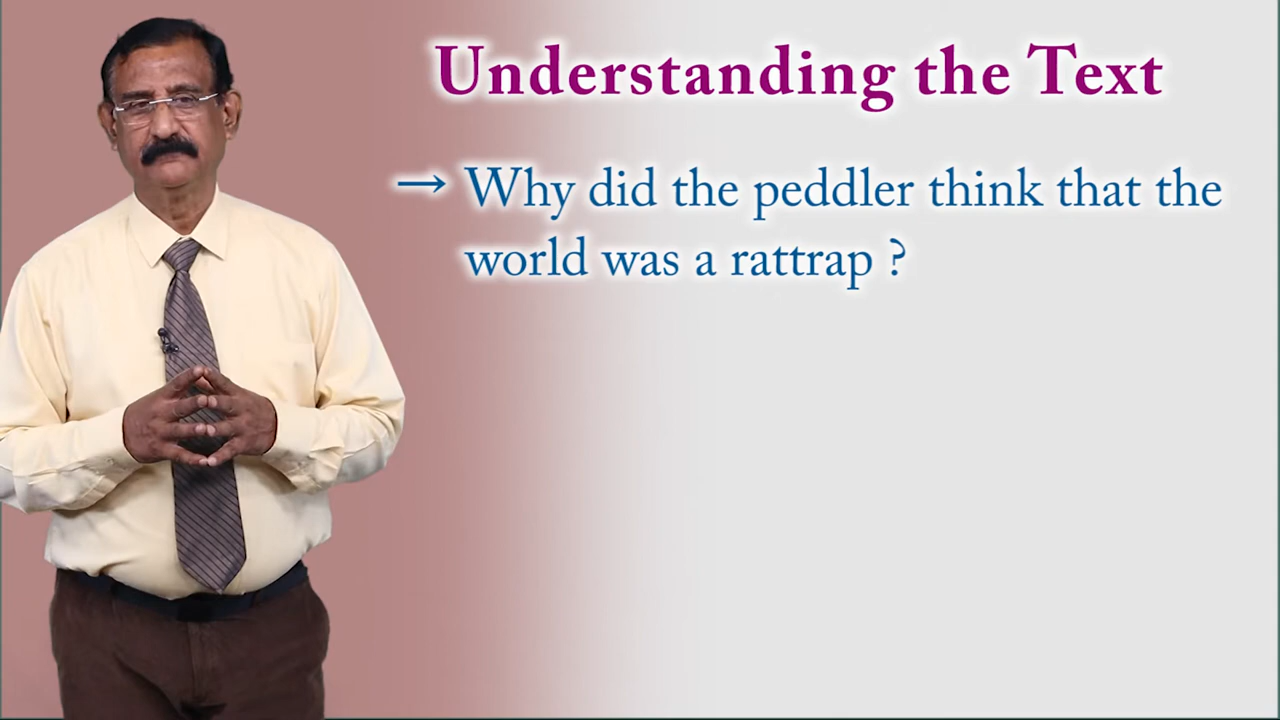 Understanding the Text
→ Why did the peddler think that the
world was a rattrap ?